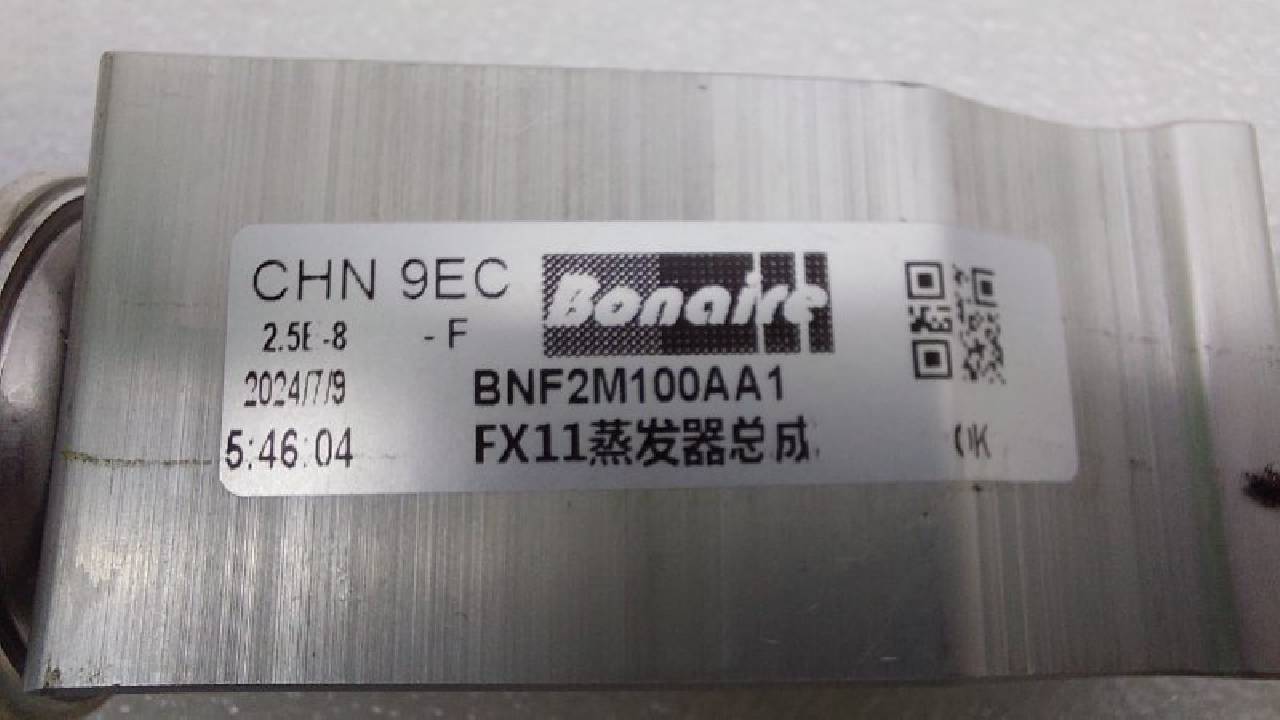 CHN 9EC
Bonaire
2.5E-8 -F
2024/7/9
BNF2M100AA1
5:46:04
FX11蒸发器总成
OK